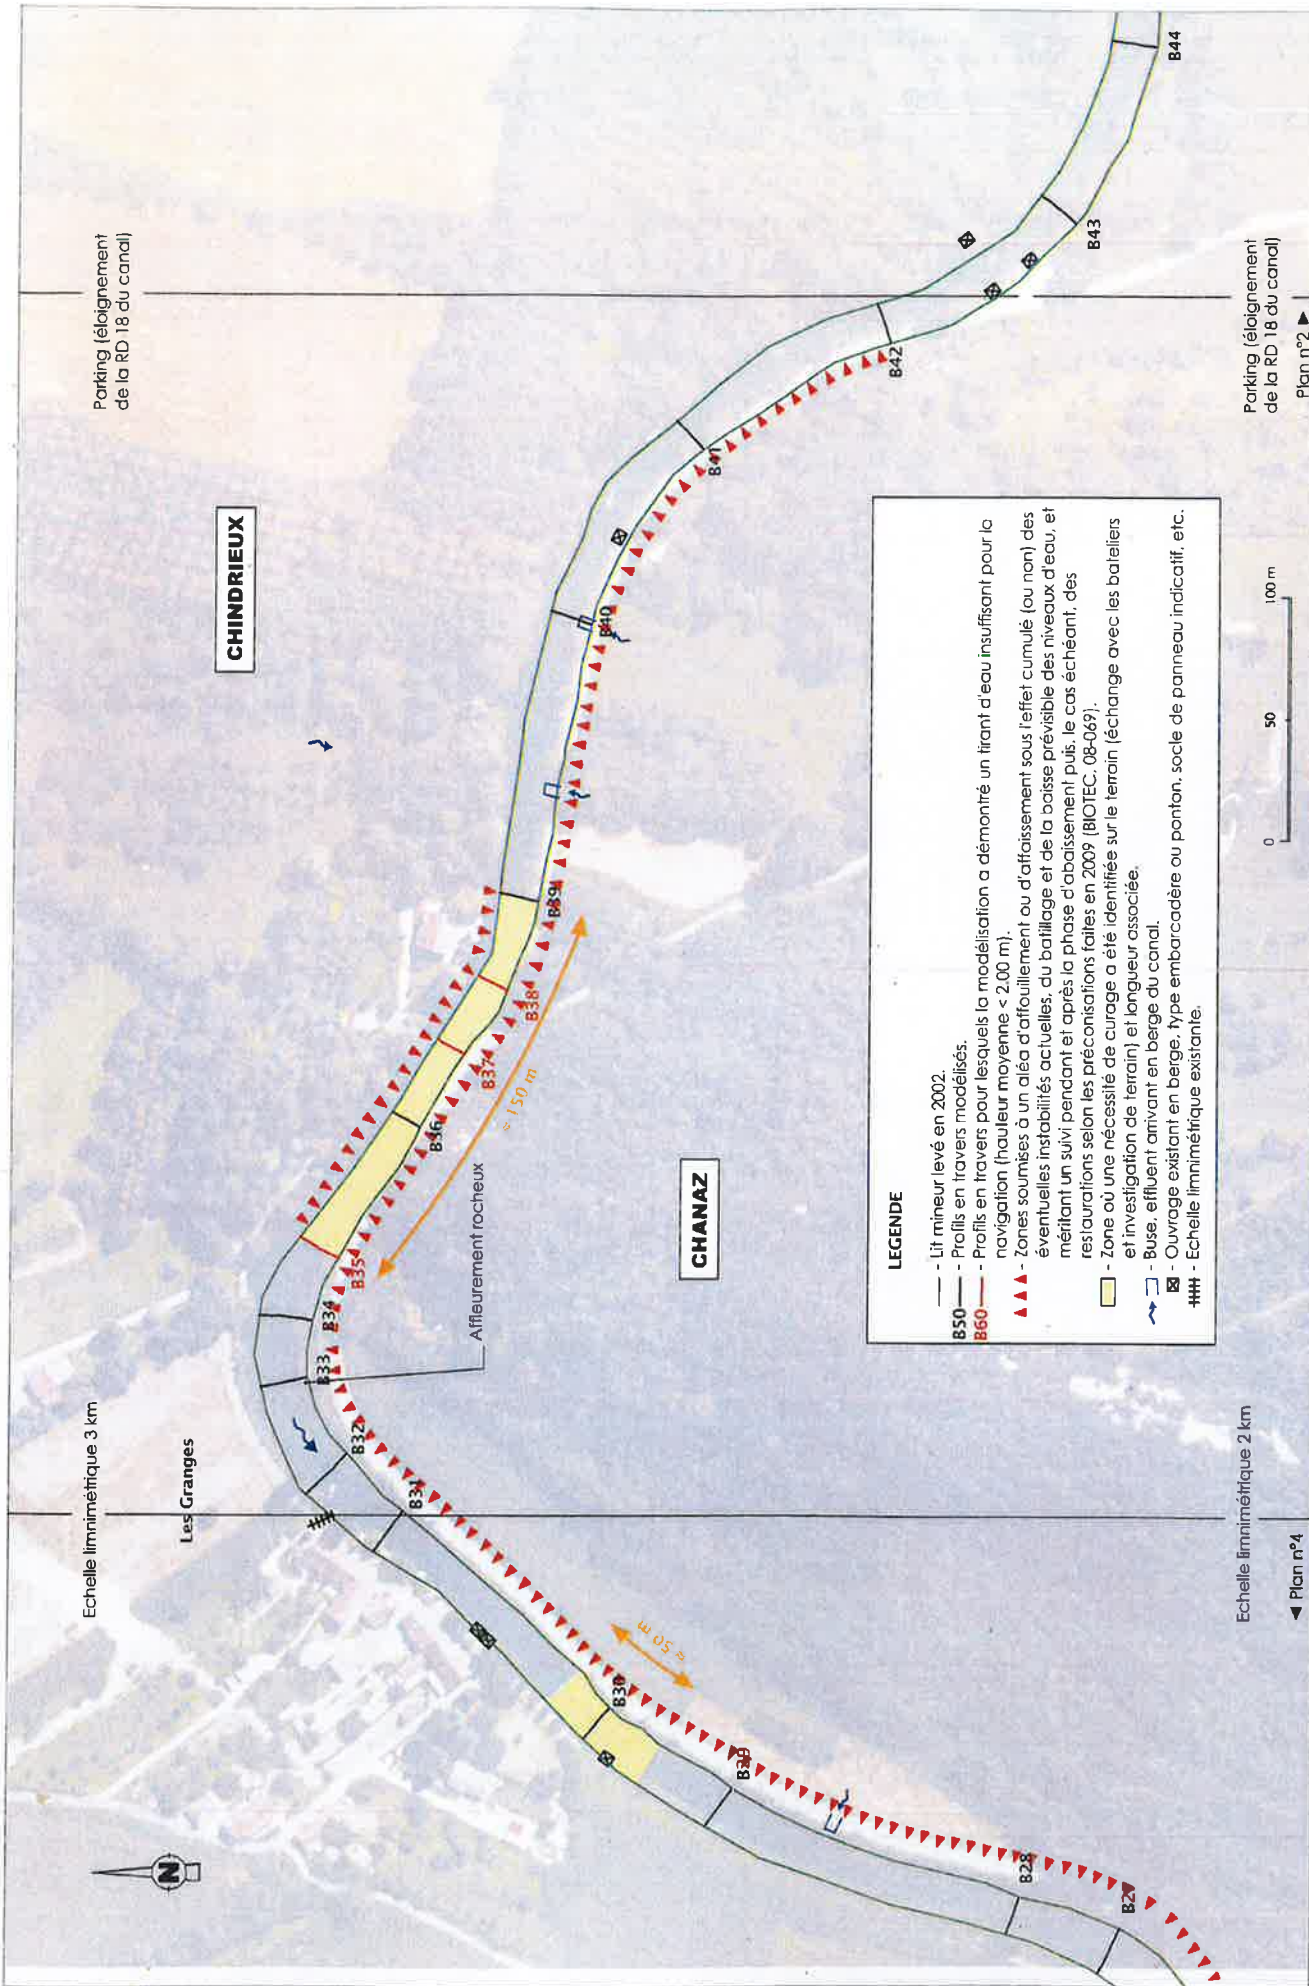 Echelle limnimétrique 3 km
Parking (éloignement
de la RD 18 du canal)
Les Granges
CHINDRIEUX
N
B28
B29
B30
B31
B32
B33
B34
B35
B36
B37
B38
B39
B40
B41
B42
B43
B44
≈ 50 m
≈ 150 m
Affleurement rocheux
CHANAZ
LEGENDE
- Lit mineur levé en 2002.
B50 - Profils en travers modélisés.
B60 - Profils en travers pour lesquels la modélisation a démontré un tirant d'eau insuffisant pour la
navigation (hauteur moyenne < 2.00 m).
- Zones soumises à un aléa d'affouillement ou d'affaissement sous l'effet cumulé (ou non) des
éventuelles instabilités actuelles, du batillage et de la baisse prévisible des niveaux d'eau, et
méritant un suivi pendant et après la phase d'abaissement puis, le cas échéant, des
restaurations selon les préconisations faites en 2009 (BIOTEC, 08-069).
- Zone où une nécessité de curage a été identifiée sur le terrain (échange avec les bateliers
et investigation de terrain) et longueur associée.
- Buse, effluent arrivant en berge du canal.
- Ouvrage existant en berge, type embarcadère ou ponton, socle de panneau indicatif, etc.
- Echelle limnimétrique existante.
0 50 100 m
Echelle limnimétrique 2 km
◄ Plan n°4
Parking (éloignement
de la RD 18 du canal)
Plan n°2 ►